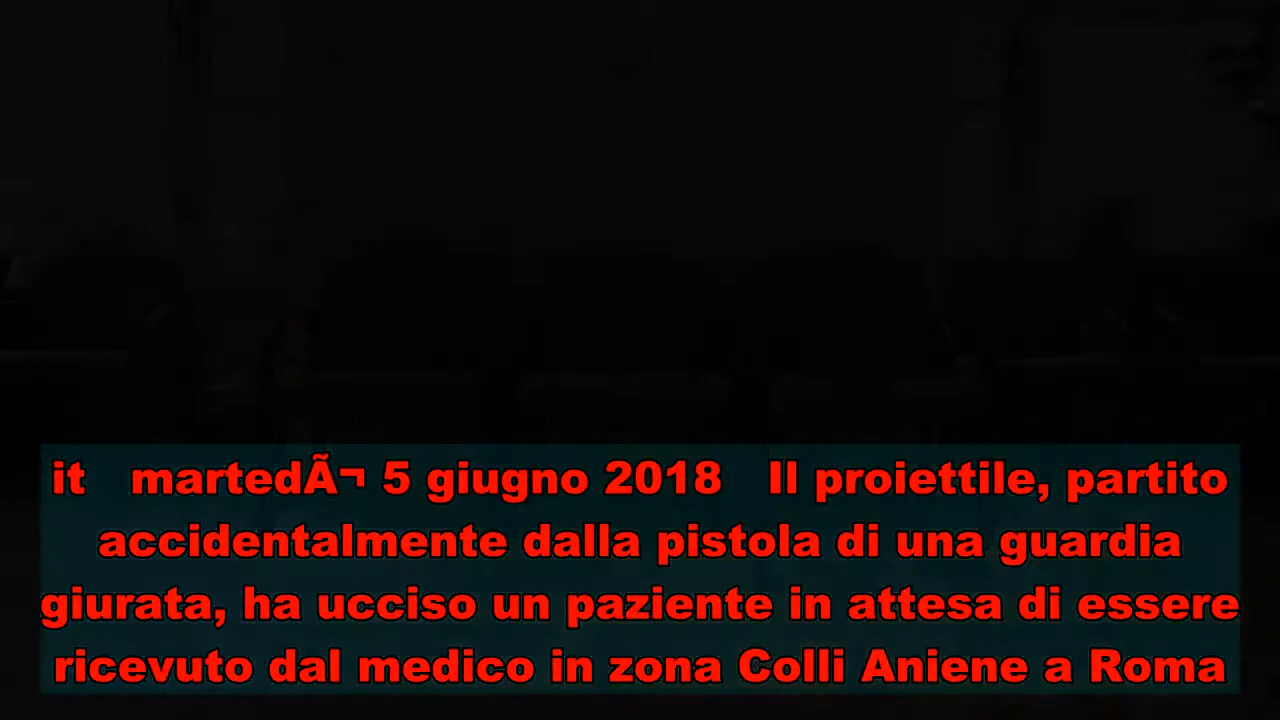 it martedÃ¬ 5 giugno 2018 Il proiettile, partito
accidentalmente dalla pistola di una guardia
giurata, ha ucciso un paziente in attesa di essere
ricevuto dal medico in zona Colli Aniene a Roma